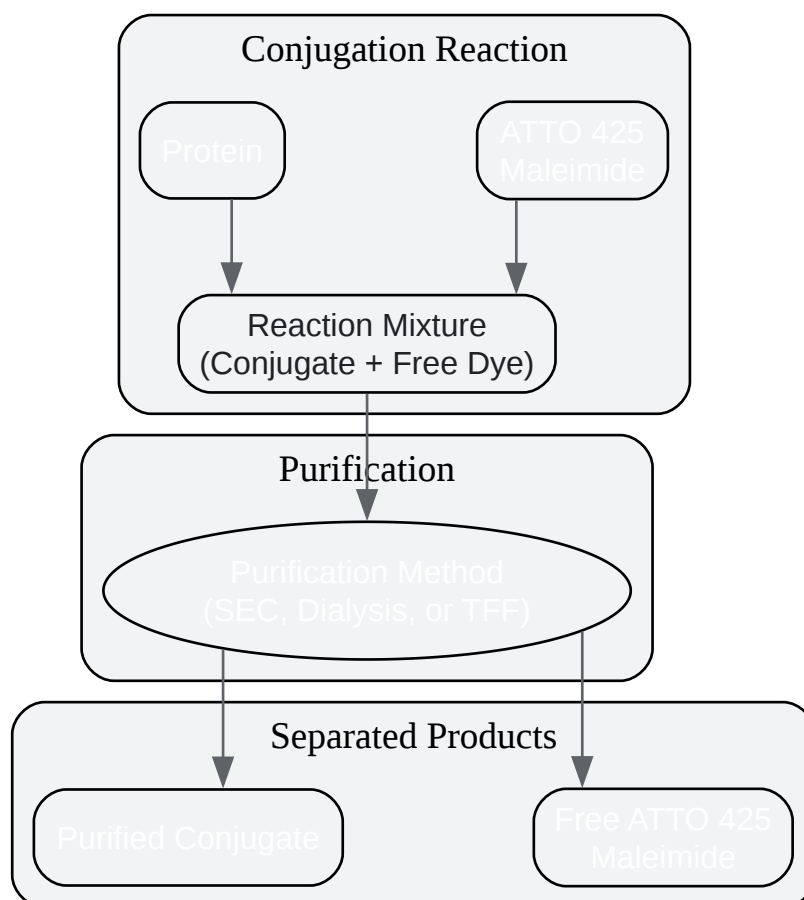 Conjugation Reaction
Protein
ATTO 425
Maleimide
Reaction Mixture
(Conjugate + Free Dye)
Purification
Purification Method
(SEC, Dialysis, or TFF)
Separated Products
Purified Conjugate
Free ATTO 425
Maleimide